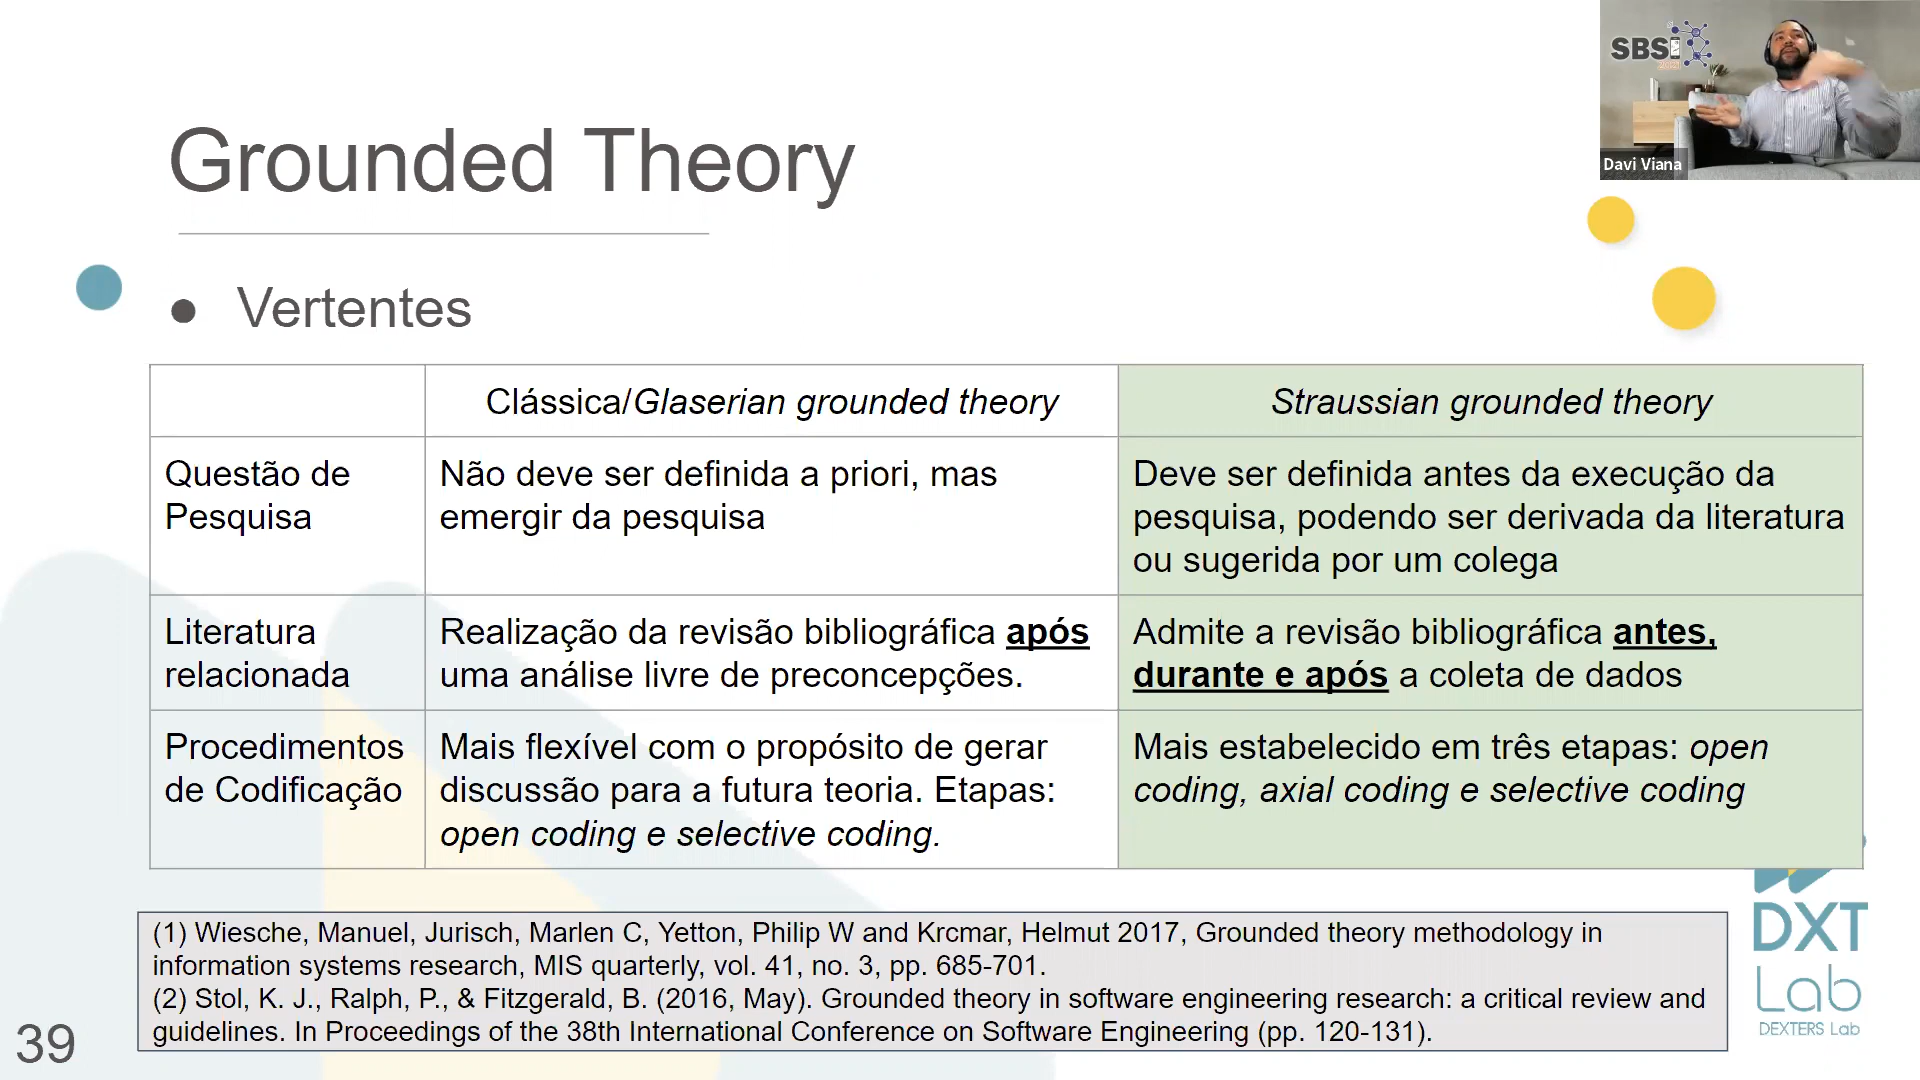 SBSI
Davi Viana
Grounded Theory
● Vertentes
Clássica/Glaserian grounded theory
Straussian grounded theory
Questão de
Pesquisa
Não deve ser definida a priori, mas
emergir da pesquisa
Deve ser definida antes da execução da
pesquisa, podendo ser derivada da literatura
ou sugerida por um colega
Literatura
relacionada
Realização da revisão bibliográfica após
uma análise livre de preconcepções.
Admite a revisão bibliográfica antes,
durante e após a coleta de dados
Procedimentos
de Codificação
Mais flexível com o propósito de gerar
discussão para a futura teoria. Etapas:
open coding e selective coding.
Mais estabelecido em três etapas: open
coding, axial coding e selective coding
(1) Wiesche, Manuel, Jurisch, Marlen C, Yetton, Philip W and Krcmar, Helmut 2017, Grounded theory methodology in
information systems research, MIS quarterly, vol. 41, no. 3, pp. 685-701.
(2) Stol, K. J., Ralph, P., & Fitzgerald, B. (2016, May). Grounded theory in software engineering research: a critical review and
guidelines. In Proceedings of the 38th International Conference on Software Engineering (pp. 120-131).
DXT
Lab
DEXTERS Lab
39